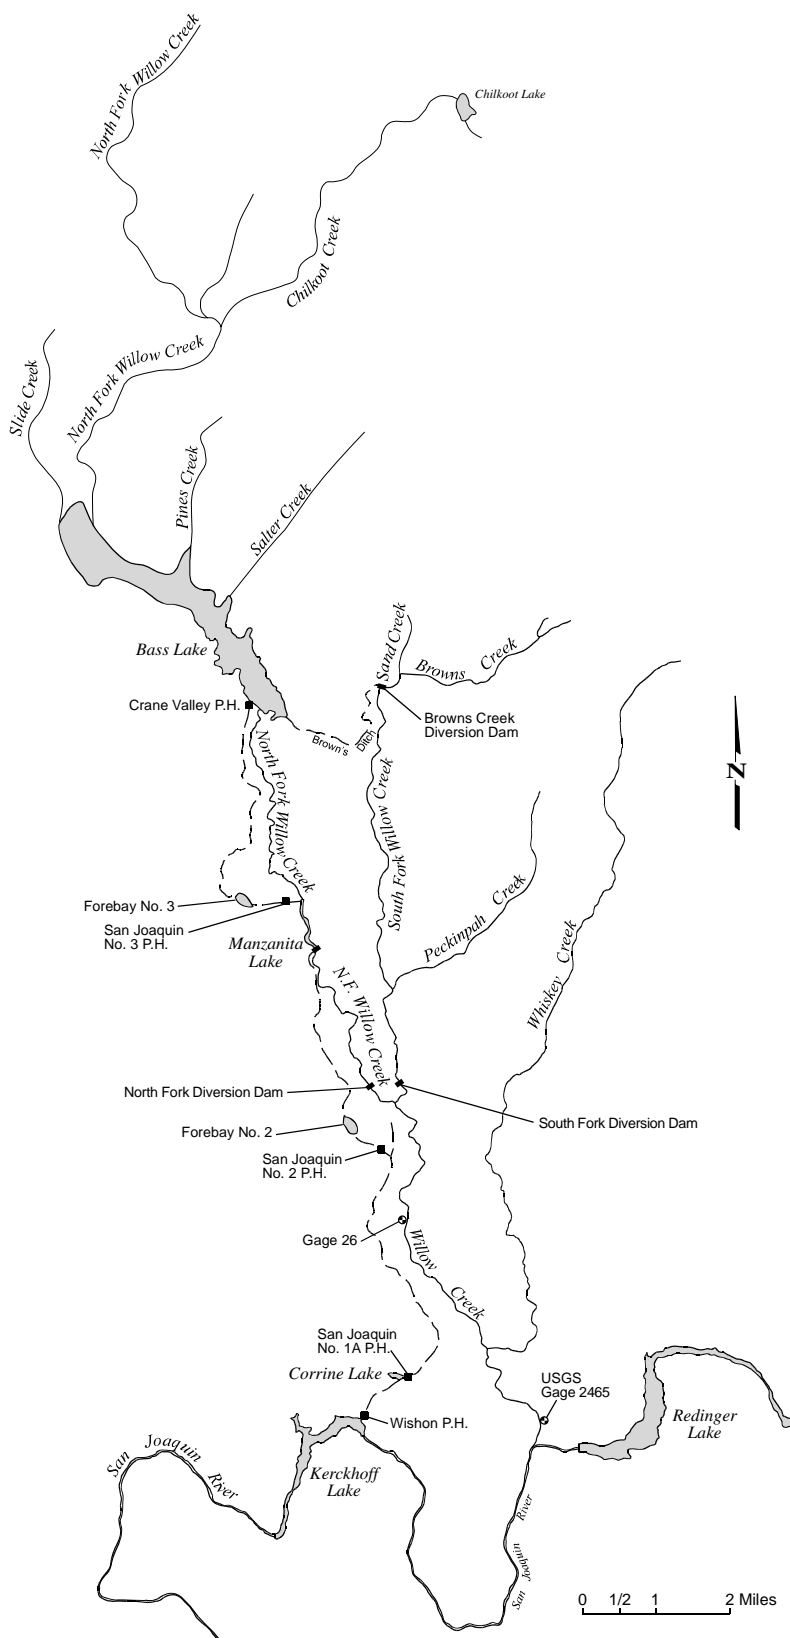 North Fork Willow Creek
Chilkoot Lake
Chilkoot Creek
North Fork Willow Creek
Slide Creek
Pines Creek
Salter Creek
Bass Lake
Sand Creek
Browns Creek
Crane Valley P.H.
Browns Creek
Diversion Dam
Brown's Ditch
North Fork Willow Creek
South Fork Willow Creek
N
Peckinpah Creek
Forebay No. 3
San Joaquin
No. 3 P.H.
Manzanita
Lake
Whiskey Creek
N.F. Willow Creek
North Fork Diversion Dam
South Fork Diversion Dam
Forebay No. 2
San Joaquin
No. 2 P.H.
Gage 26
Willow Creek
San Joaquin
No. 1A P.H.
Corrine Lake
USGS
Gage 2465
Wishon P.H.
Redinger
Lake
San Joaquin River
Kerckhoff
Lake
San Joaquin River
0 1/2 1 2 Miles